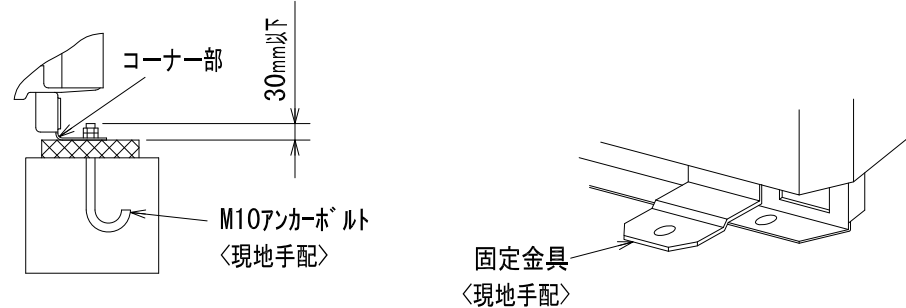 コーナー部
30mm以下
M10アンカーボルト
〈現地手配〉
固定金具
〈現地手配〉